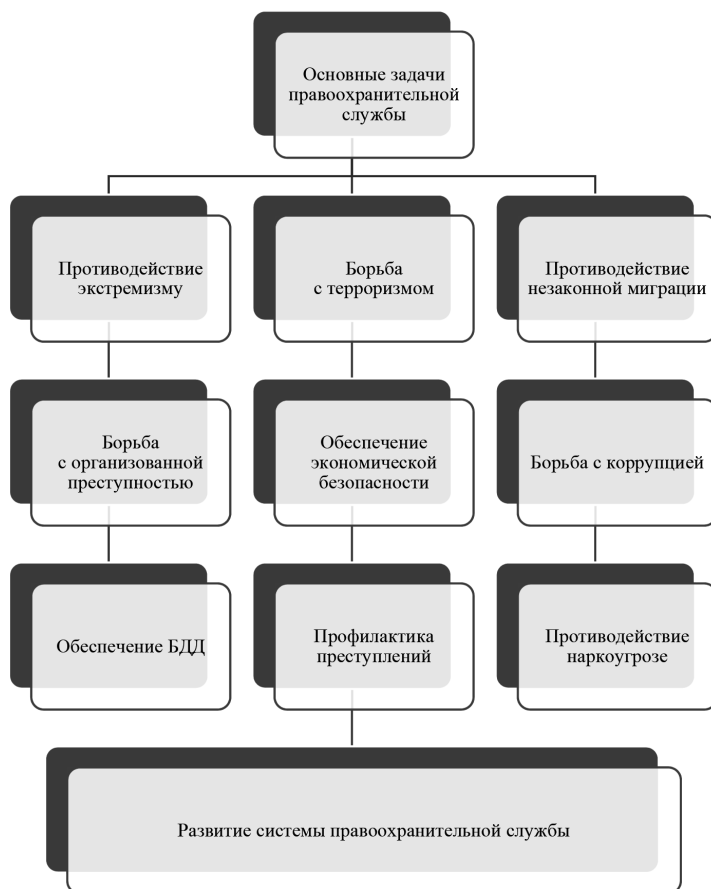 Основные задачи
правоохранительной
службы
Противодействие
экстремизму
Борьба
с терроризмом
Противодействие
незаконной миграции
Борьба
с организованной
преступностью
Обеспечение
экономической
безопасности
Борьба с коррупцией
Обеспечение БДД
Профилактика
преступлений
Противодействие
наркоугрозе
Развитие системы правоохранительной службы